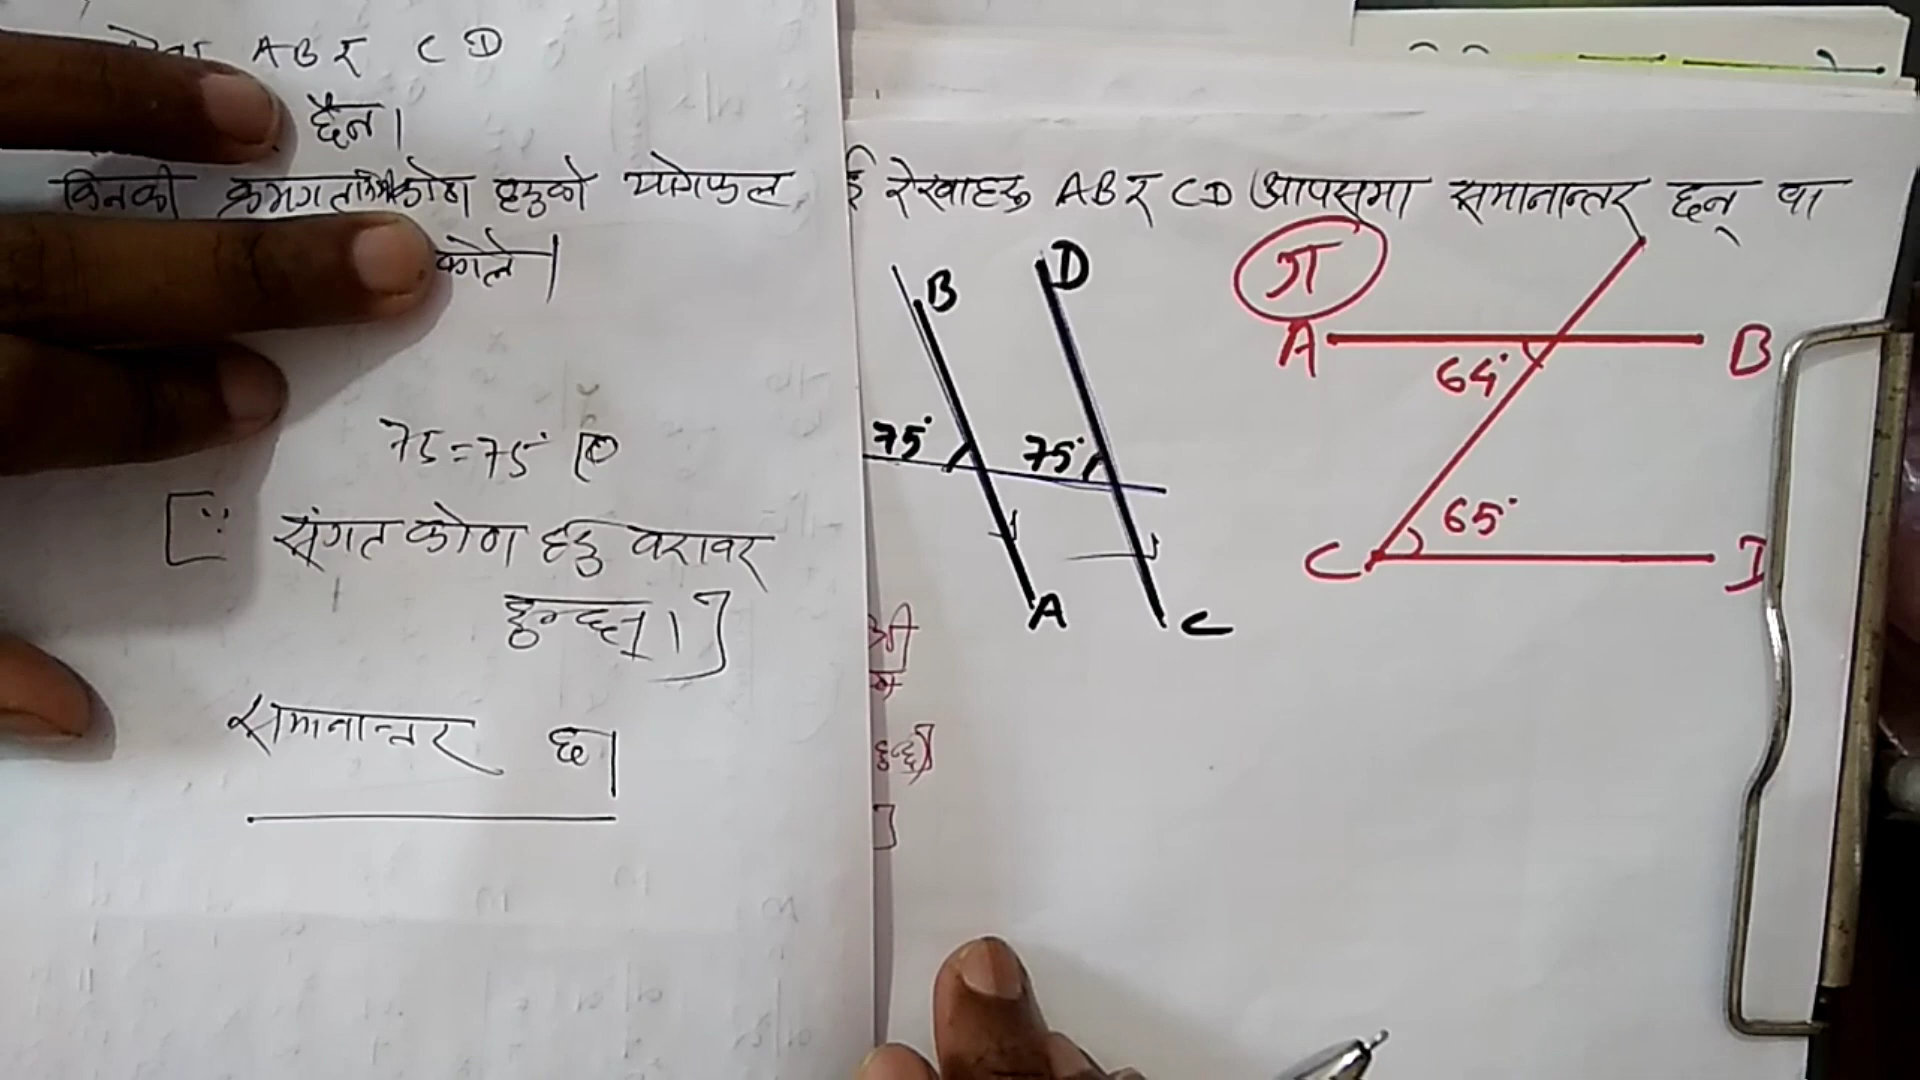 AB र CD
छैन।
किनकी क्रमगत कोण हरुको योगफल
कोले।
75=75°
[∵ संगत कोण हरु बराबर
हुन्छन्।]
समानान्तर छ।
ई रेखाहरु AB र CD आपसमा समानान्तर छन् वा
B
D
75°
75°
A
C
ग
A
B
64°
65°
C
D
हुन्छ]
]